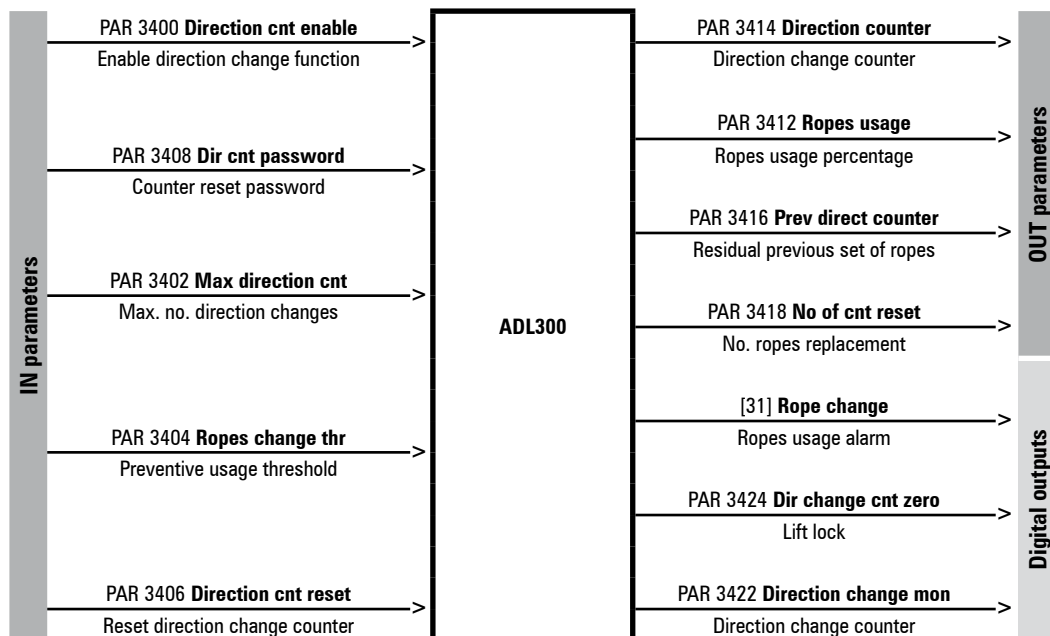 IN parameters
PAR 3400 Direction cnt enable
Enable direction change function
PAR 3408 Dir cnt password
Counter reset password
PAR 3402 Max direction cnt
Max. no. direction changes
PAR 3404 Ropes change thr
Preventive usage threshold
PAR 3406 Direction cnt reset
Reset direction change counter
ADL300
PAR 3414 Direction counter
Direction change counter
PAR 3412 Ropes usage
Ropes usage percentage
PAR 3416 Prev direct counter
Residual previous set of ropes
PAR 3418 No of cnt reset
No. ropes replacement
[31] Rope change
Ropes usage alarm
PAR 3424 Dir change cnt zero
Lift lock
PAR 3422 Direction change mon
Direction change counter
OUT parameters
Digital outputs